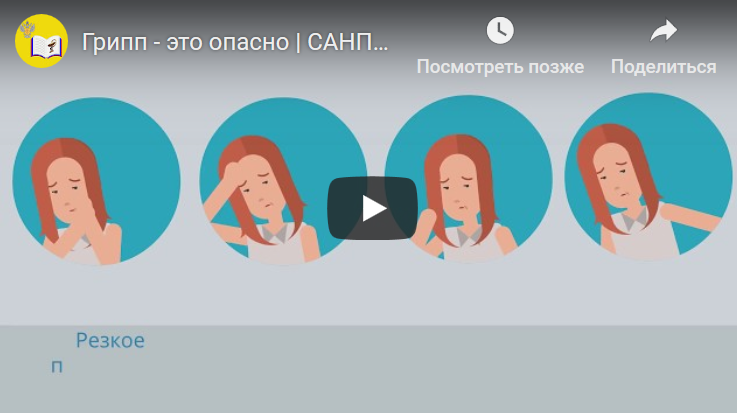 Грипп - это опасно | САНП...
Посмотреть позже
Поделиться
Резкое
п